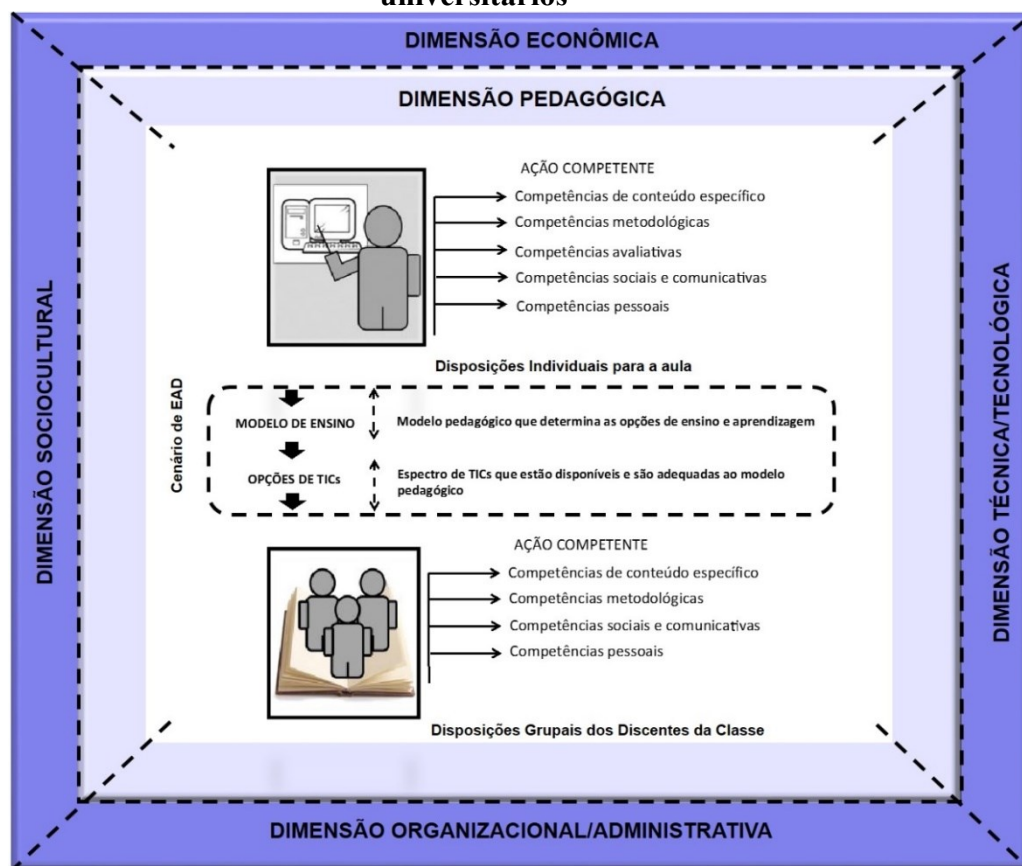 universitários
DIMENSÃO ECONÔMICA
DIMENSÃO PEDAGÓGICA
DIMENSÃO SOCIOCULTURAL
AÇÃO COMPETENTE
Competências de conteúdo específico
Competências metodológicas
Competências avaliativas
Competências sociais e comunicativas
Competências pessoais
Disposições Individuais para a aula
Cenário de EAD
MODELO DE ENSINO
Modelo pedagógico que determina as opções de ensino e aprendizagem
OPÇÕES DE TICs
Espectro de TICs que estão disponíveis e são adequadas ao modelo
pedagógico
AÇÃO COMPETENTE
Competências de conteúdo específico
Competências metodológicas
Competências sociais e comunicativas
Competências pessoais
Disposições Grupais dos Discentes da Classe
DIMENSÃO TÉCNICA/TECNOLÓGICA
DIMENSÃO ORGANIZACIONAL/ADMINISTRATIVA